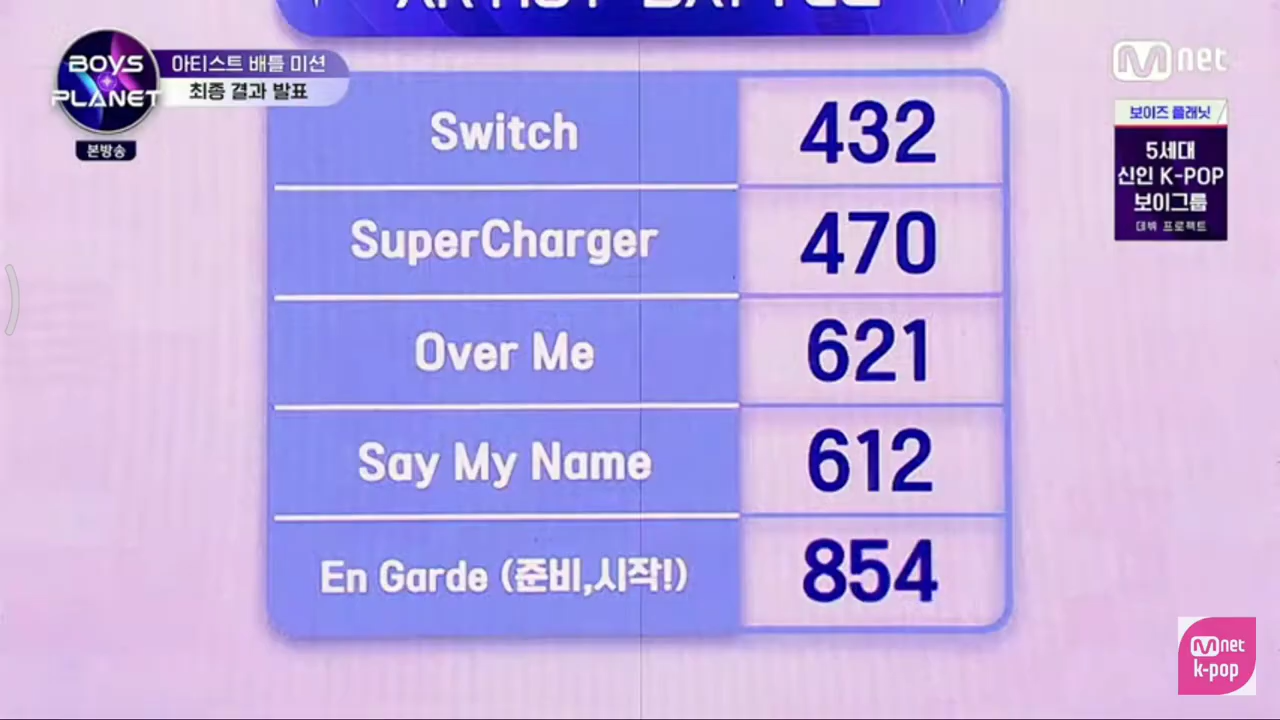 ARTIST BATTLE
BOYS
PLANET
아티스트 배틀 미션
최종 결과 발표
본방송
Mnet
보이즈 플래닛
5세대
신인 K-POP
보이그룹
데뷔 프로젝트
Switch 432
SuperCharger 470
Over Me 621
Say My Name 612
En Garde (준비,시작!) 854
Mnet
k-pop